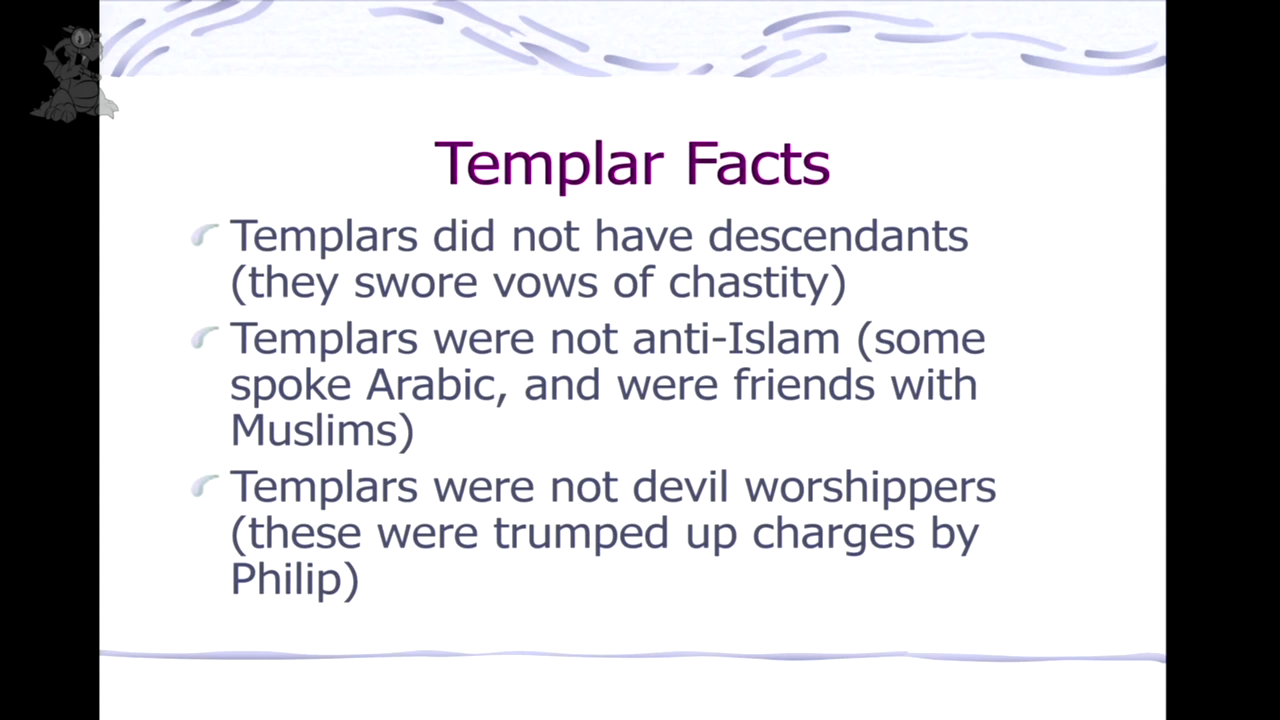 Templar Facts
Templars did not have descendants
(they swore vows of chastity)
Templars were not anti-Islam (some
spoke Arabic, and were friends with
Muslims)
Templars were not devil worshippers
(these were trumped up charges by
Philip)